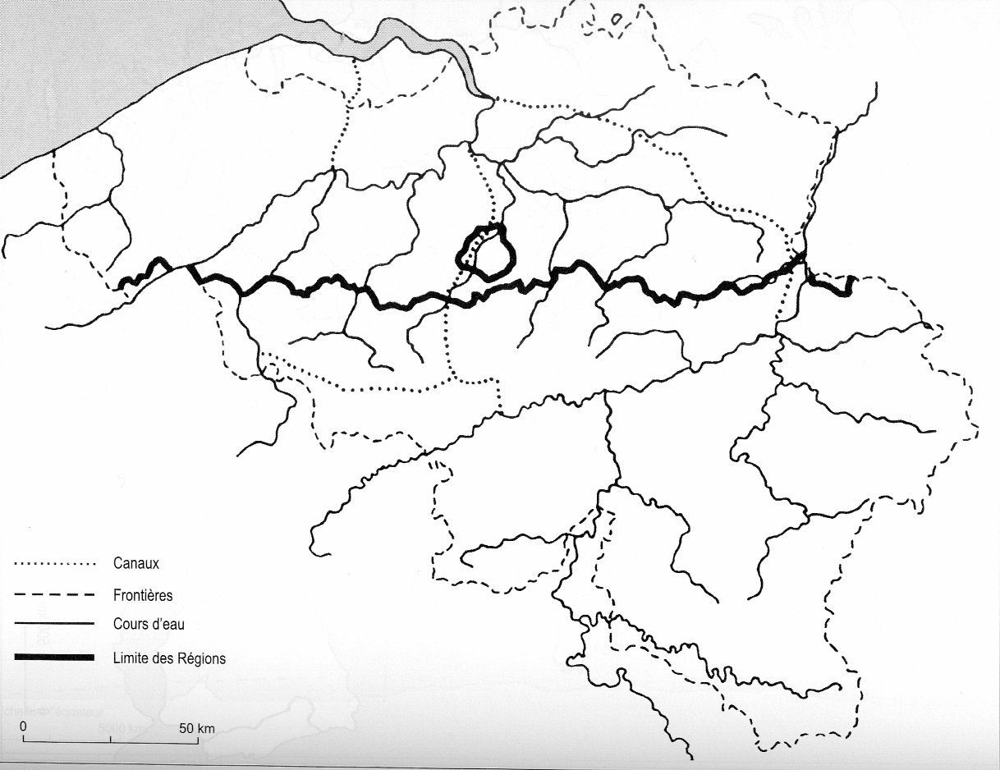 Canaux
Frontières
Cours d'eau
Limite des Régions
0 50 km